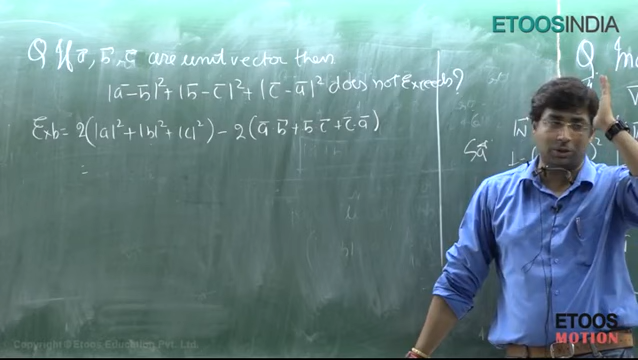 ETOOSINDIA
Q If a̅, b̅, c̅ are unit vector then
|a̅-b̅|² + |b̅-c̅|² + |c̅-a̅|² does not Exceeds?
Exb = 2(|a|²+|b|²+|c|²) - 2(a̅.b̅+b̅.c̅+c̅.a̅)
=
Q
ETOOS
MOTION
Copyright © Etoos Education Pvt. Ltd.